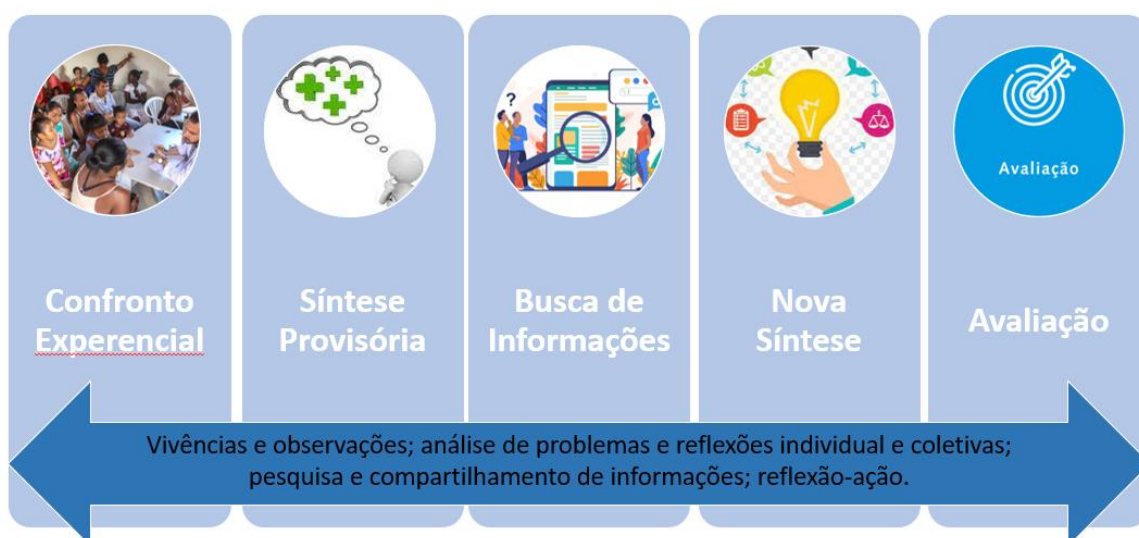 Avaliação
?
Confronto
Experencial
Síntese
Provisória
Busca de
Informações
Nova
Síntese
Avaliação
Vivências e observações; análise de problemas e reflexões individual e coletivas;
pesquisa e compartilhamento de informações; reflexão-ação.